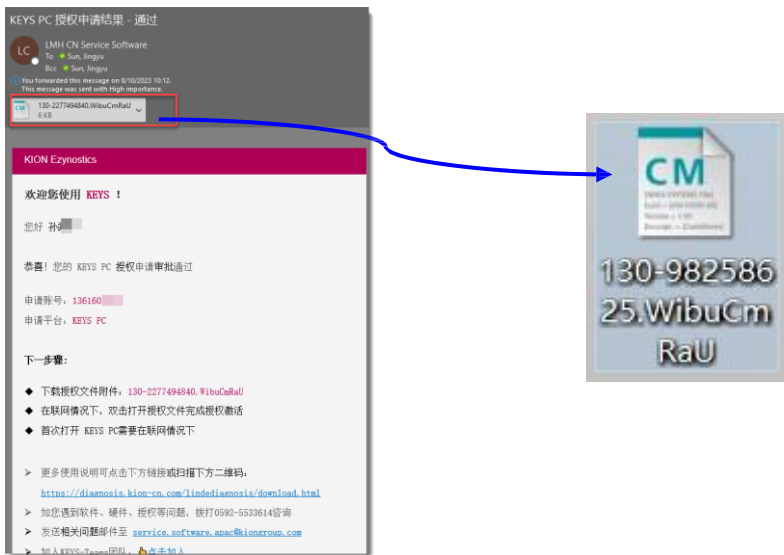 KEYS PC 授权申请结果 - 通过
LC
LMH CN Service Software
To Sun, Jingyu
Bcc Sun, Jingyu
You forwarded this message on 8/10/2023 10:12.
This message was sent with High importance.
CM
130-2277494840.WibuCmRaU
6 KB
KION Ezynostics
欢迎您使用 KEYS !
您好 孙
恭喜! 您的 KEYS PC 授权申请审批通过
申请账号: 136160
申请平台: KEYS PC
下一步骤:
◆ 下载授权文件附件: 130-2277494840.WibuCmRaU
◆ 在联网情况下, 双击打开授权文件完成授权激活
◆ 首次打开 KEYS PC需要在联网情况下
➢ 更多使用说明可点击下方链接或扫描下方二维码:
https://diagnosis.kion-cn.com/lindediagnosis/download.html
➢ 如您遇到软件、硬件、授权等问题, 拨打0592-5533614咨询
➢ 发送相关问题邮件至 service.software.apac@kiongroup.com
➢ 加入KEYS-Teams团队, 👆点击加入
CM
130-982586
25.WibuCm
RaU